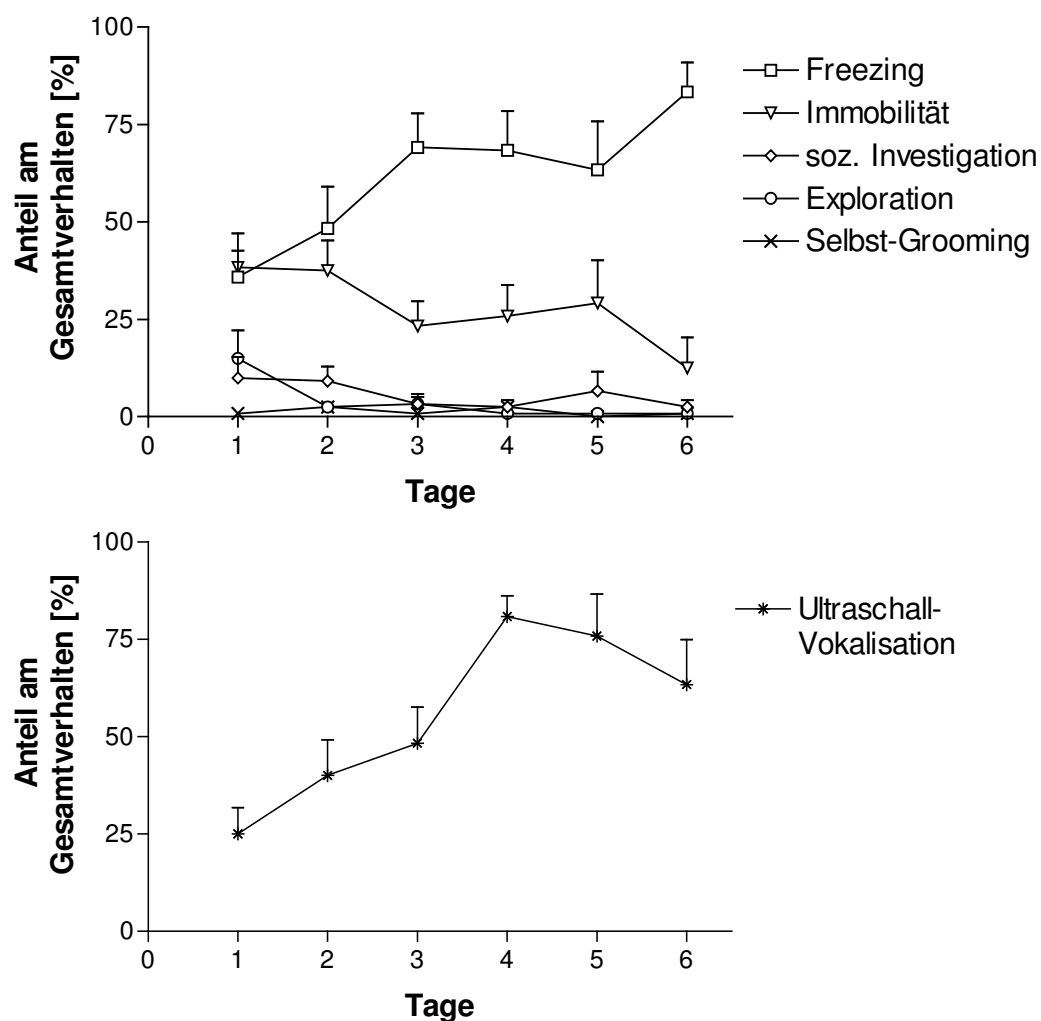 100
75
50
25
0
0 1 2 3 4 5 6
Anteil am
Gesamtverhalten [%]
Tage
Freezing
Immobilität
soz. Investigation
Exploration
Selbst-Grooming
100
75
50
25
0
0 1 2 3 4 5 6
Anteil am
Gesamtverhalten [%]
Tage
Ultraschall-
Vokalisation